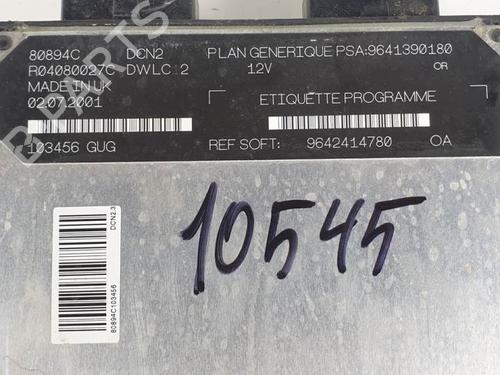 80894C DCN2 PLAN GENERIQUE PSA:9641390180
R04080027C DWLC 2 12V OR
MADE IN UK
02.07.2001 ETIQUETTE PROGRAMME
103456 GUG REF SOFT: 9642414780 OA
B PARTS
10545
DCN2.3
80894C103456